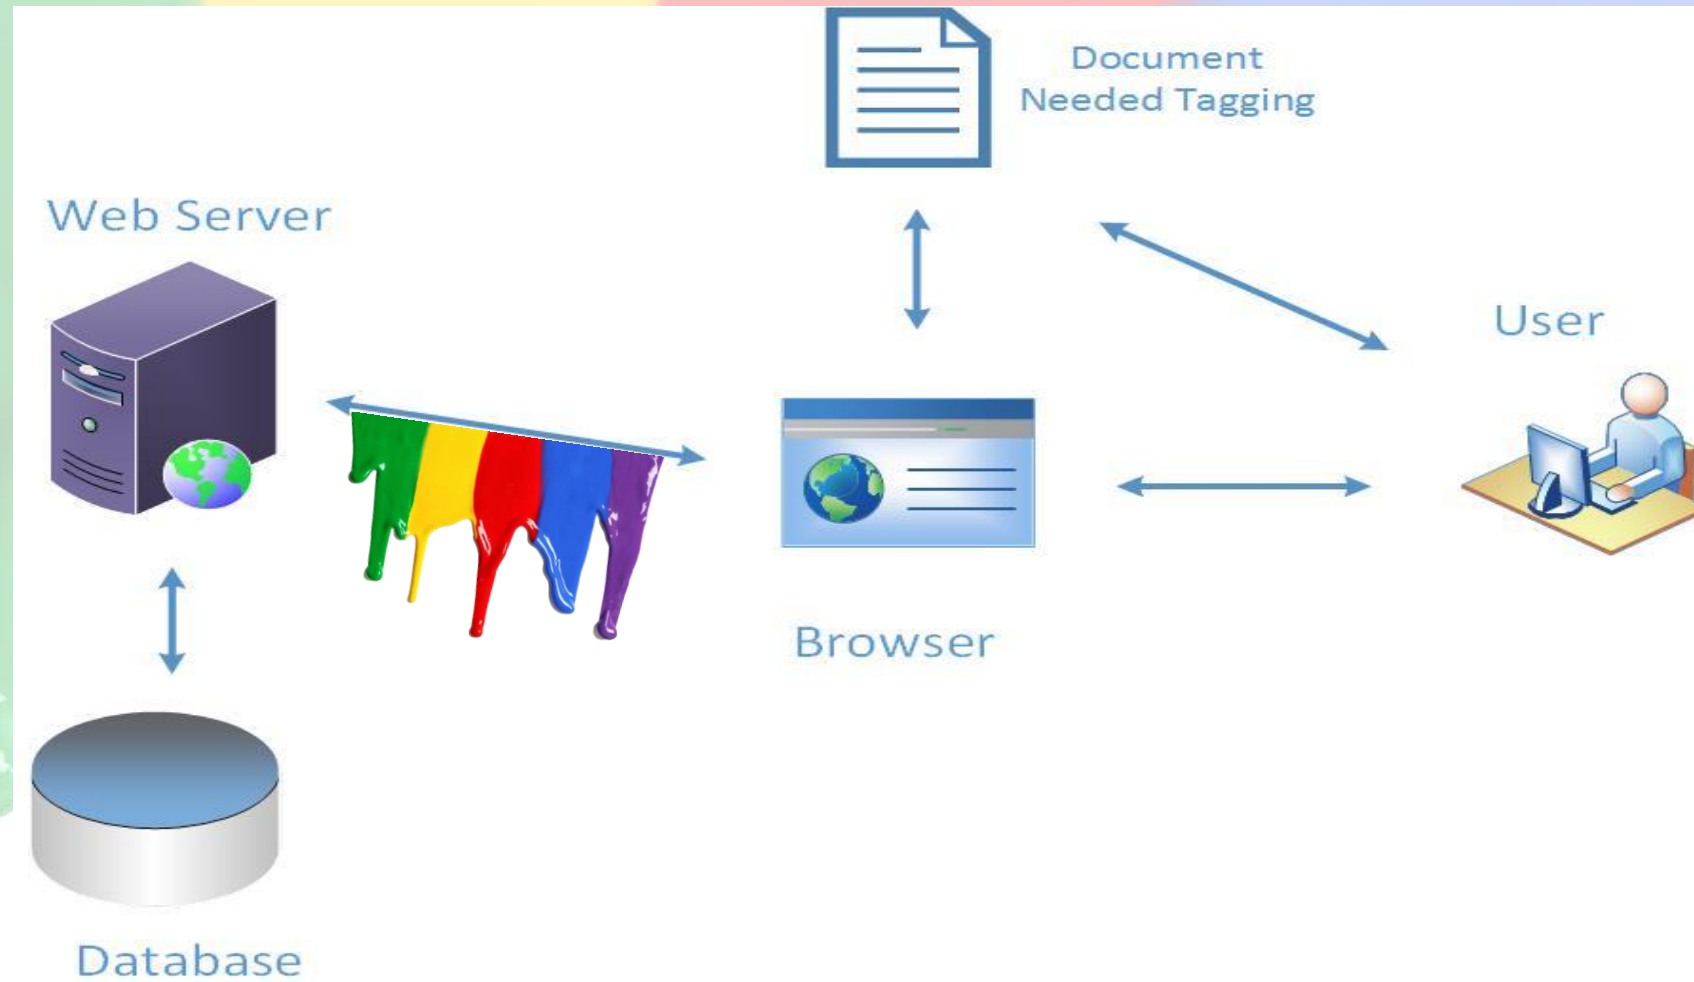 Document
Needed Tagging
Web Server
User
Browser
Database